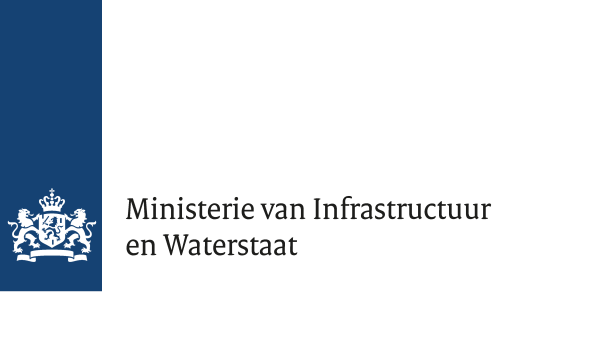 Ministerie van Infrastructuur
en Waterstaat